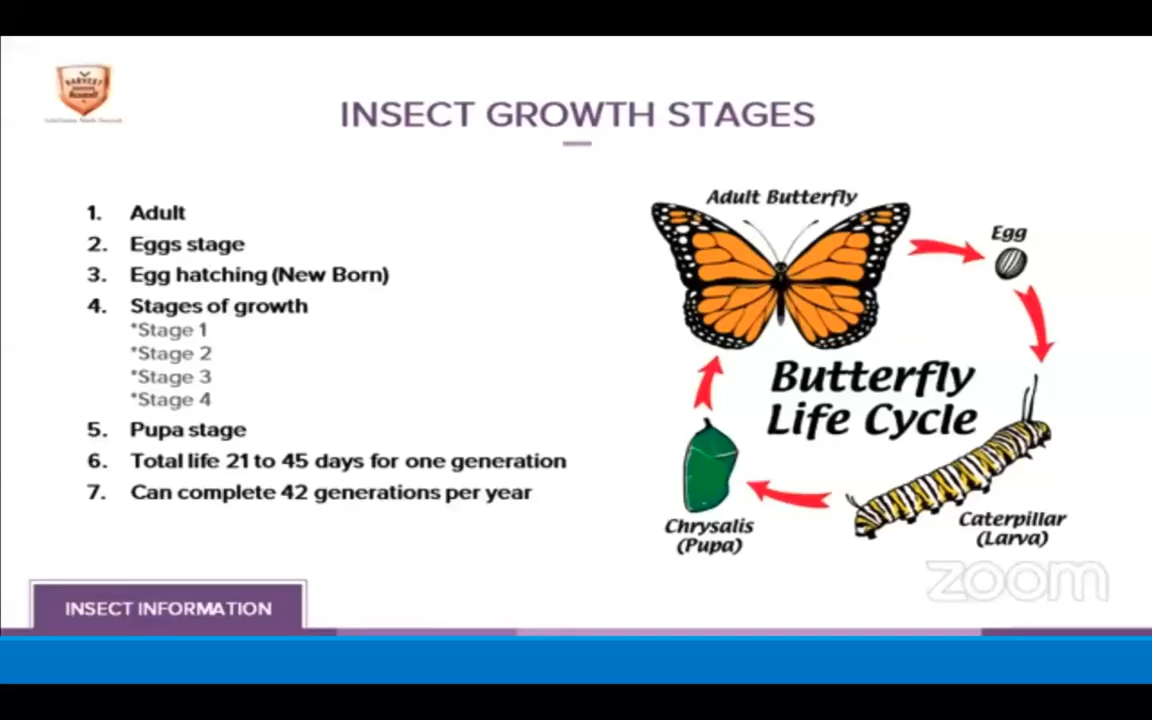 HARVEST
INSECT GROWTH STAGES
1. Adult
2. Eggs stage
3. Egg hatching (New Born)
4. Stages of growth
*Stage 1
*Stage 2
*Stage 3
*Stage 4
5. Pupa stage
6. Total life 21 to 45 days for one generation
7. Can complete 42 generations per year
Adult Butterfly
Egg
Butterfly
Life Cycle
Caterpillar
(Larva)
Chrysalis
(Pupa)
zoom
INSECT INFORMATION